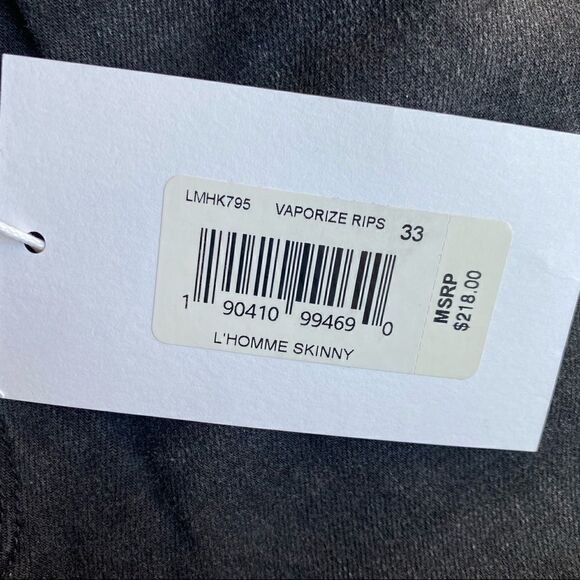 LMHK795 VAPORIZE RIPS 33
1 90410 99469 0
L'HOMME SKINNY
MSRP
$218.00